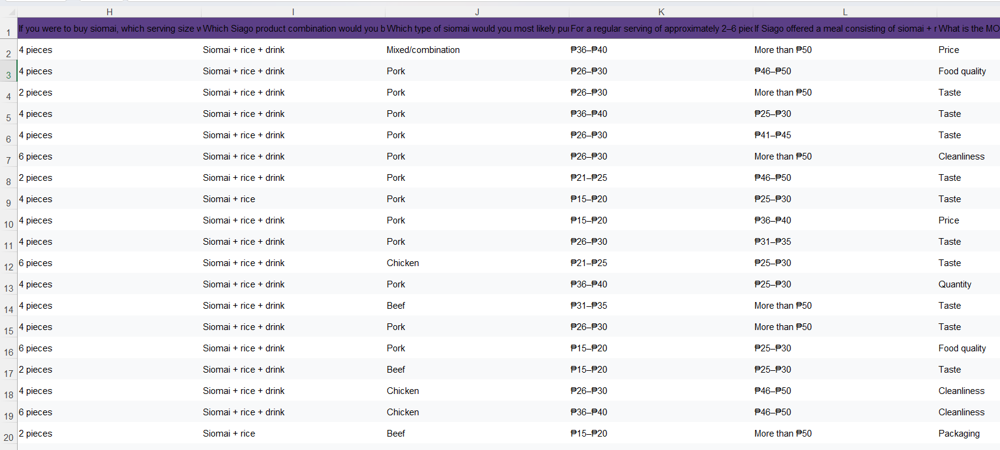 H I J K L
1 If you were to buy siomai, which serving size Which Siago product combination would you Which type of siomai would you most likely For a regular serving of approximately 2–6 If Siago offered a meal consisting of siomai + What is the
2 4 pieces Siomai + rice + drink Mixed/combination ₱36–₱40 More than ₱50 Price
3 4 pieces Siomai + rice + drink Pork ₱26–₱30 ₱46–₱50 Food quality
4 2 pieces Siomai + rice + drink Pork ₱26–₱30 More than ₱50 Taste
5 4 pieces Siomai + rice + drink Pork ₱36–₱40 ₱25–₱30 Taste
6 4 pieces Siomai + rice + drink Pork ₱26–₱30 ₱41–₱45 Taste
7 6 pieces Siomai + rice + drink Pork ₱26–₱30 More than ₱50 Cleanliness
8 2 pieces Siomai + rice + drink Pork ₱21–₱25 ₱46–₱50 Taste
9 4 pieces Siomai + rice Pork ₱15–₱20 ₱25–₱30 Taste
10 4 pieces Siomai + rice + drink Pork ₱15–₱20 ₱36–₱40 Price
11 4 pieces Siomai + rice + drink Pork ₱26–₱30 ₱31–₱35 Taste
12 6 pieces Siomai + rice + drink Chicken ₱21–₱25 ₱25–₱30 Taste
13 4 pieces Siomai + rice + drink Pork ₱36–₱40 ₱25–₱30 Quantity
14 4 pieces Siomai + rice + drink Beef ₱31–₱35 More than ₱50 Taste
15 4 pieces Siomai + rice + drink Pork ₱26–₱30 More than ₱50 Taste
16 6 pieces Siomai + rice + drink Pork ₱15–₱20 ₱25–₱30 Food quality
17 2 pieces Siomai + rice + drink Beef ₱15–₱20 ₱25–₱30 Taste
18 4 pieces Siomai + rice + drink Chicken ₱26–₱30 ₱46–₱50 Cleanliness
19 6 pieces Siomai + rice + drink Chicken ₱36–₱40 ₱46–₱50 Cleanliness
20 2 pieces Siomai + rice Beef ₱15–₱20 More than ₱50 Packaging